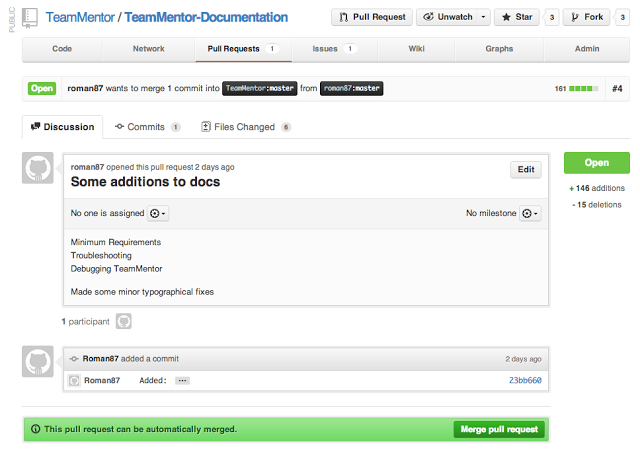 PUBLIC
TeamMentor / TeamMentor-Documentation
Pull Request
Unwatch
Star 3
Fork 3
Code
Network
Pull Requests 1
Issues 1
Wiki
Graphs
Admin
Open roman87 wants to merge 1 commit into TeamMentor:master from roman87:master 161 #4
Discussion
Commits 1
Files Changed 6
roman87 opened this pull request 2 days ago
Some additions to docs
Edit
No one is assigned
No milestone
Minimum Requirements
Troubleshooting
Debugging TeamMentor
Made some minor typographical fixes
Open
+ 146 additions
- 15 deletions
1 participant
Roman87 added a commit 2 days ago
Roman87 Added: ... 23bb660
This pull request can be automatically merged. Merge pull request